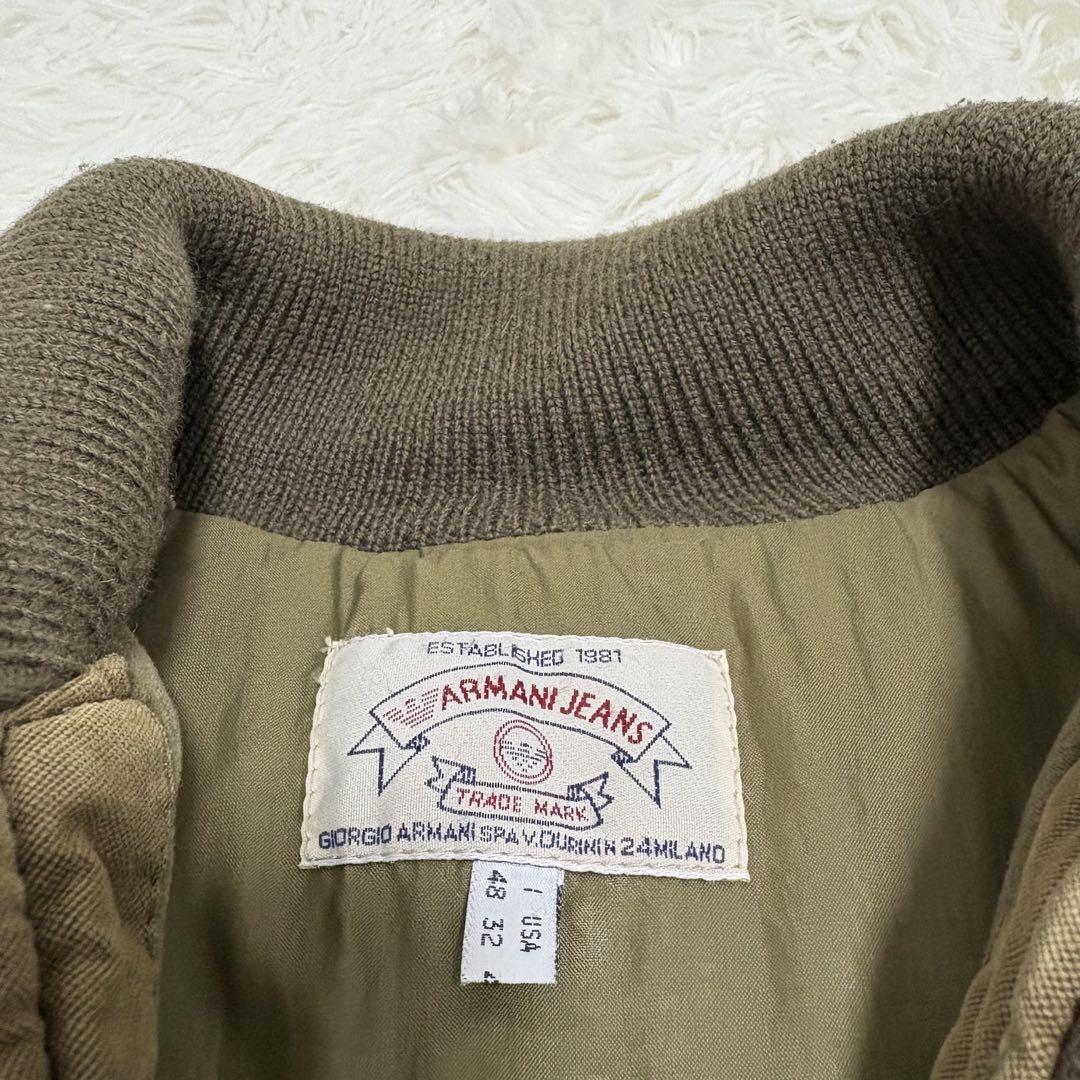 ESTABLISHED 1981
ARMANI JEANS
TRADE MARK
GIORGIO ARMANI SPA V. DURINI N 24 MILANO
I USA
48 32